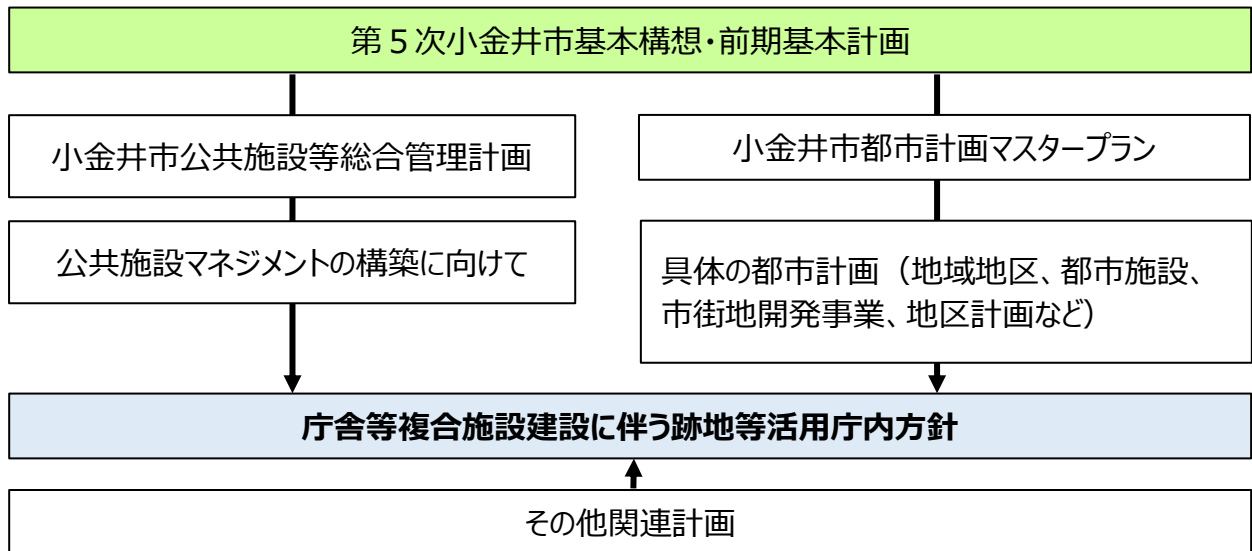 第５次小金井市基本構想・前期基本計画
小金井市公共施設等総合管理計画
小金井市都市計画マスタープラン
公共施設マネジメントの構築に向けて
具体の都市計画（地域地区、都市施設、
市街地開発事業、地区計画など）
庁舎等複合施設建設に伴う跡地等活用庁内方針
その他関連計画